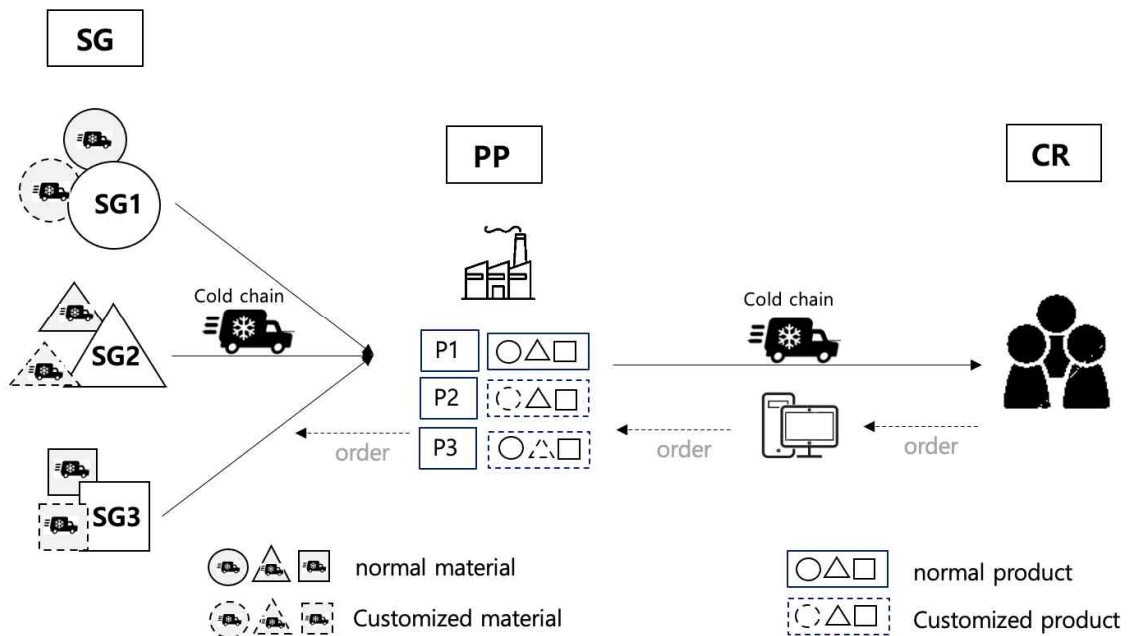 SG
PP
CR
SG1
Cold chain
Cold chain
SG2
P1
P2
P3
order
order
order
SG3
normal material
Customized material
normal product
Customized product